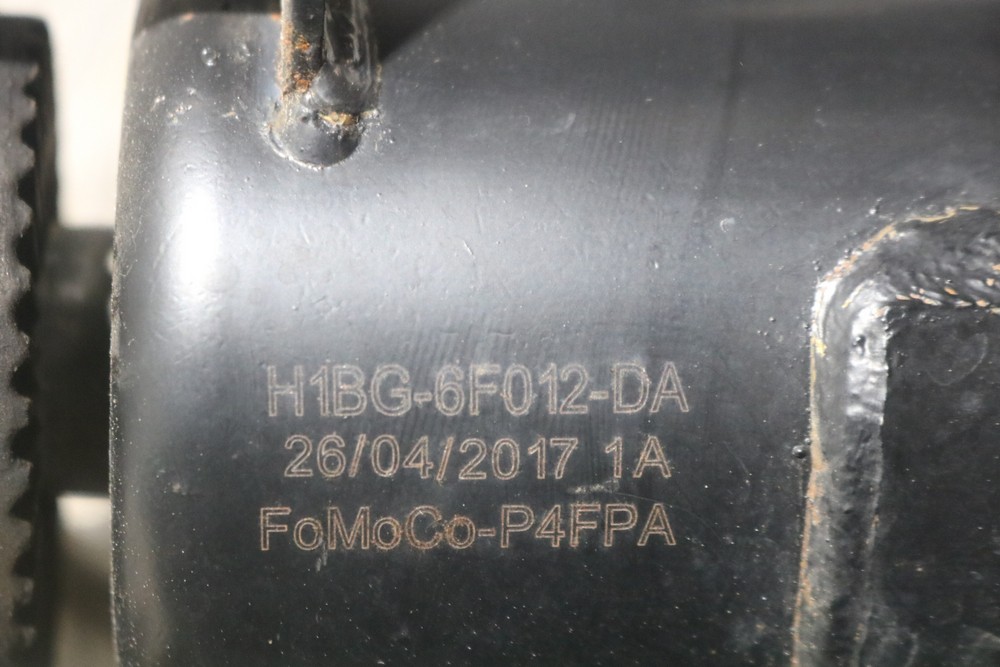 H1BG-6F012-DA
26/04/2017 1A
FoMoCo-P4FPA